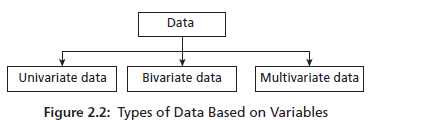 Data
Univariate data
Bivariate data
Multivariate data
Figure 2.2: Types of Data Based on Variables